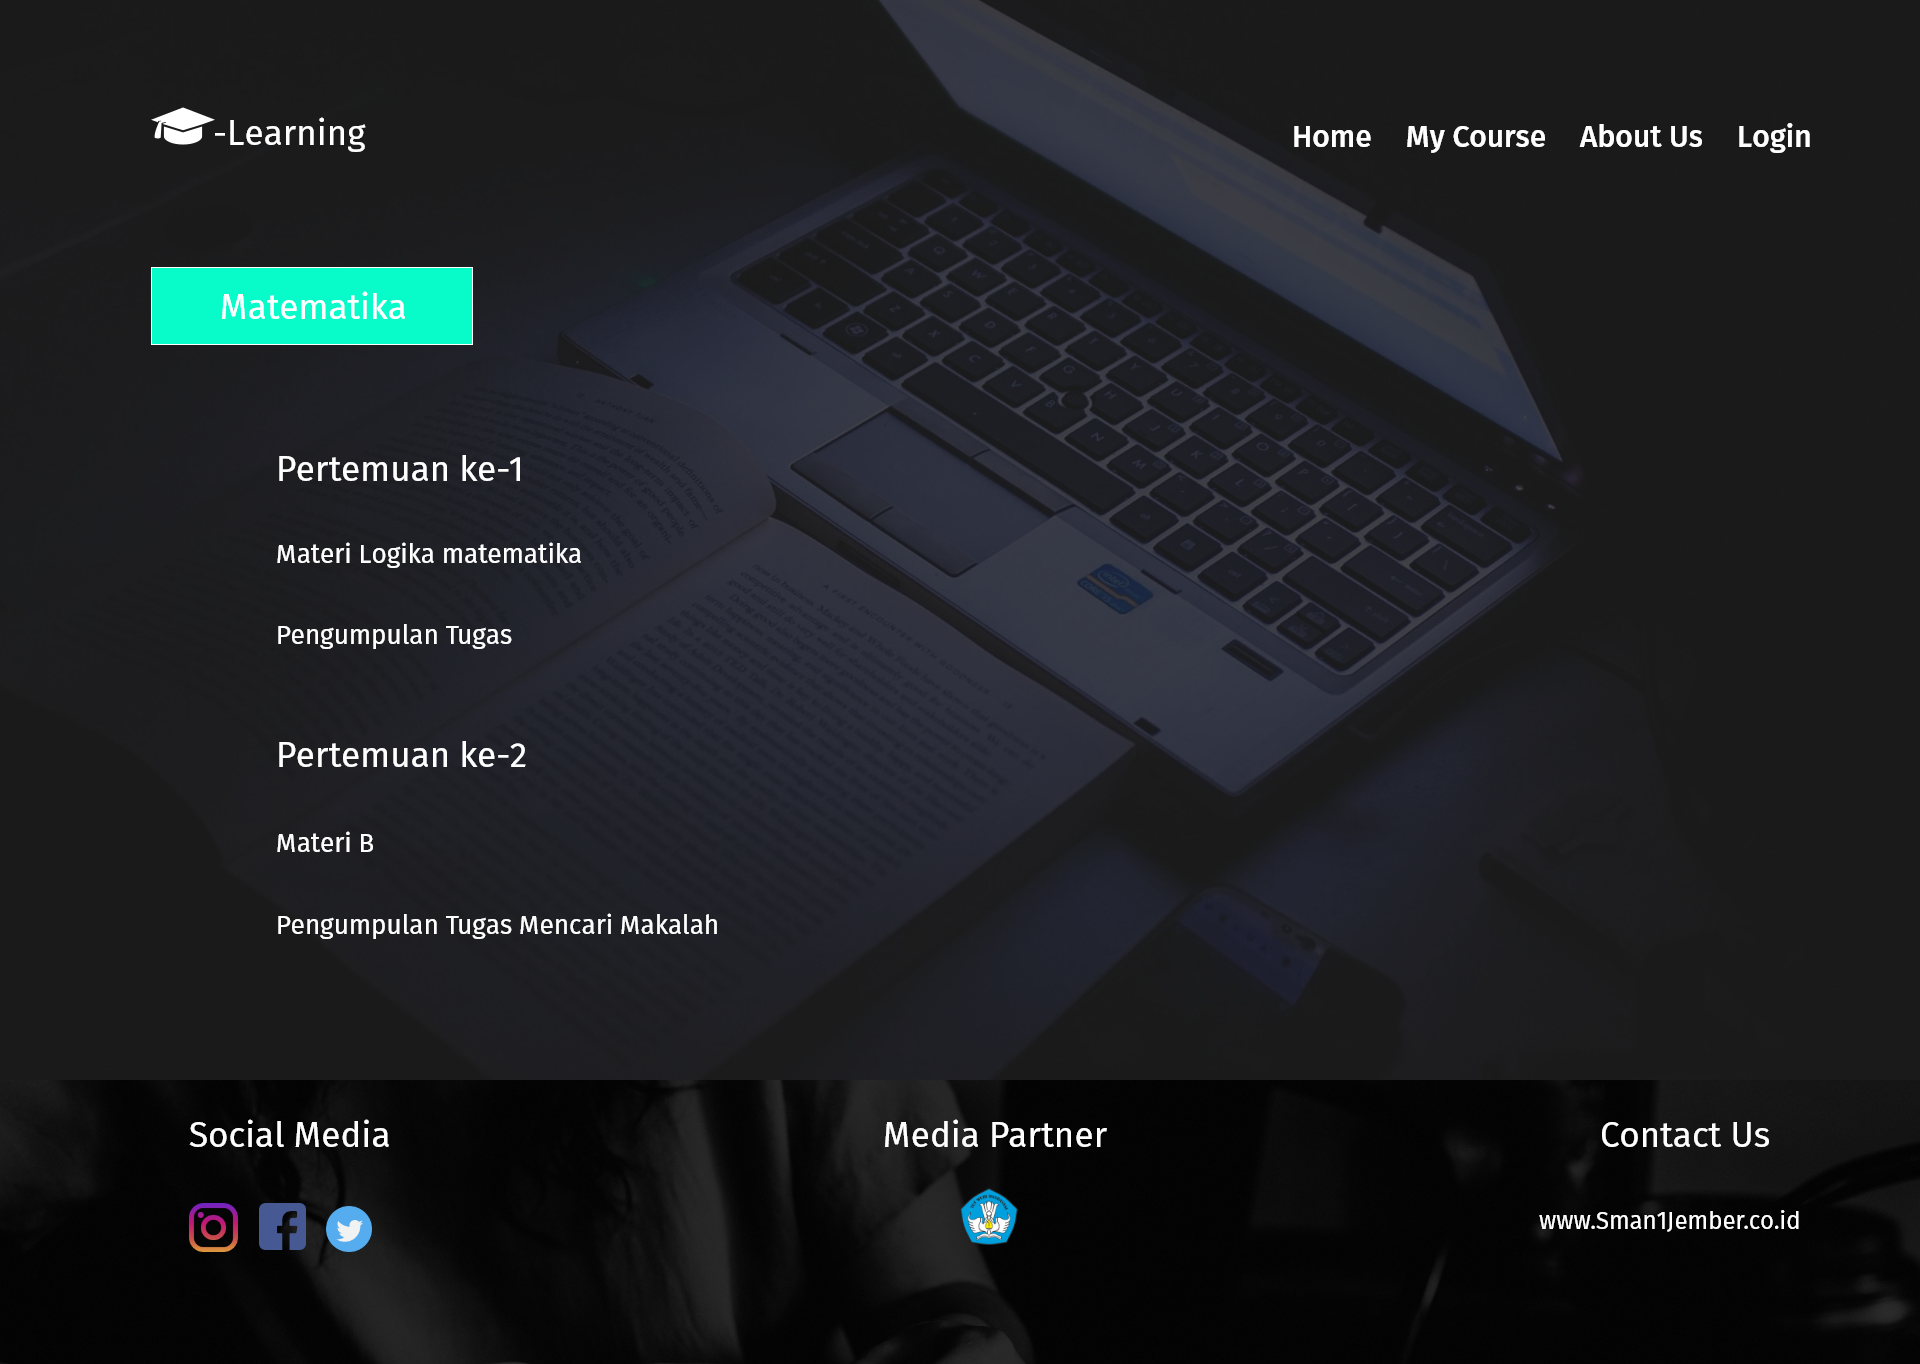 -Learning
Home My Course About Us Login
Matematika
Pertemuan ke-1
Materi Logika matematika
Pengumpulan Tugas
Pertemuan ke-2
Materi B
Pengumpulan Tugas Mencari Makalah
Social Media
Media Partner
Contact Us
www.Sman1Jember.co.id